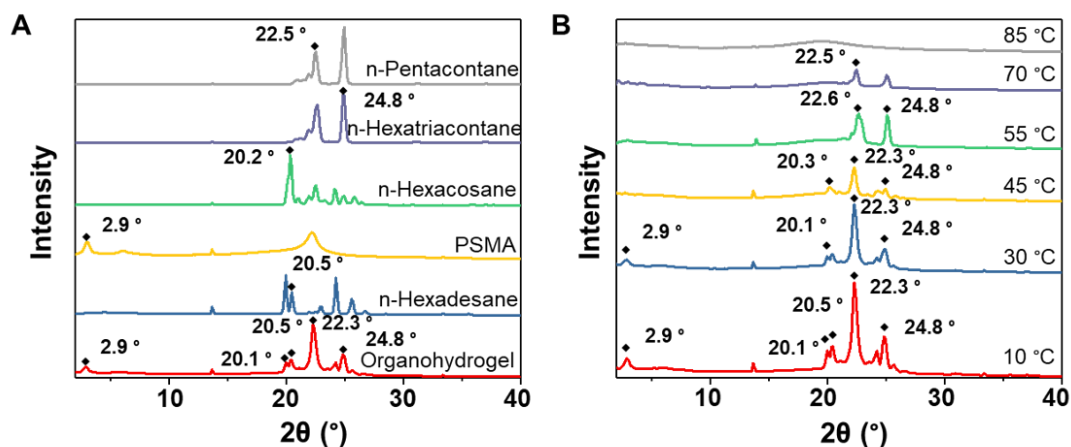 A
22.5 °
n-Pentacontane
24.8 °
n-Hexatriacontane
20.2 °
n-Hexacosane
2.9 °
PSMA
20.5 °
n-Hexadesane
20.5 °
22.3 °
24.8 °
2.9 °
20.1 °
Organohydrogel
10
20
30
40
2θ (°)
Intensity
B
85 °C
22.5 °
70 °C
22.6 °
24.8 °
55 °C
20.3 °
22.3 °
24.8 °
45 °C
22.3 °
20.1 °
24.8 °
2.9 °
30 °C
20.5 °
22.3 °
24.8 °
20.1 °
2.9 °
10 °C
10
20
30
40
2θ (°)
Intensity